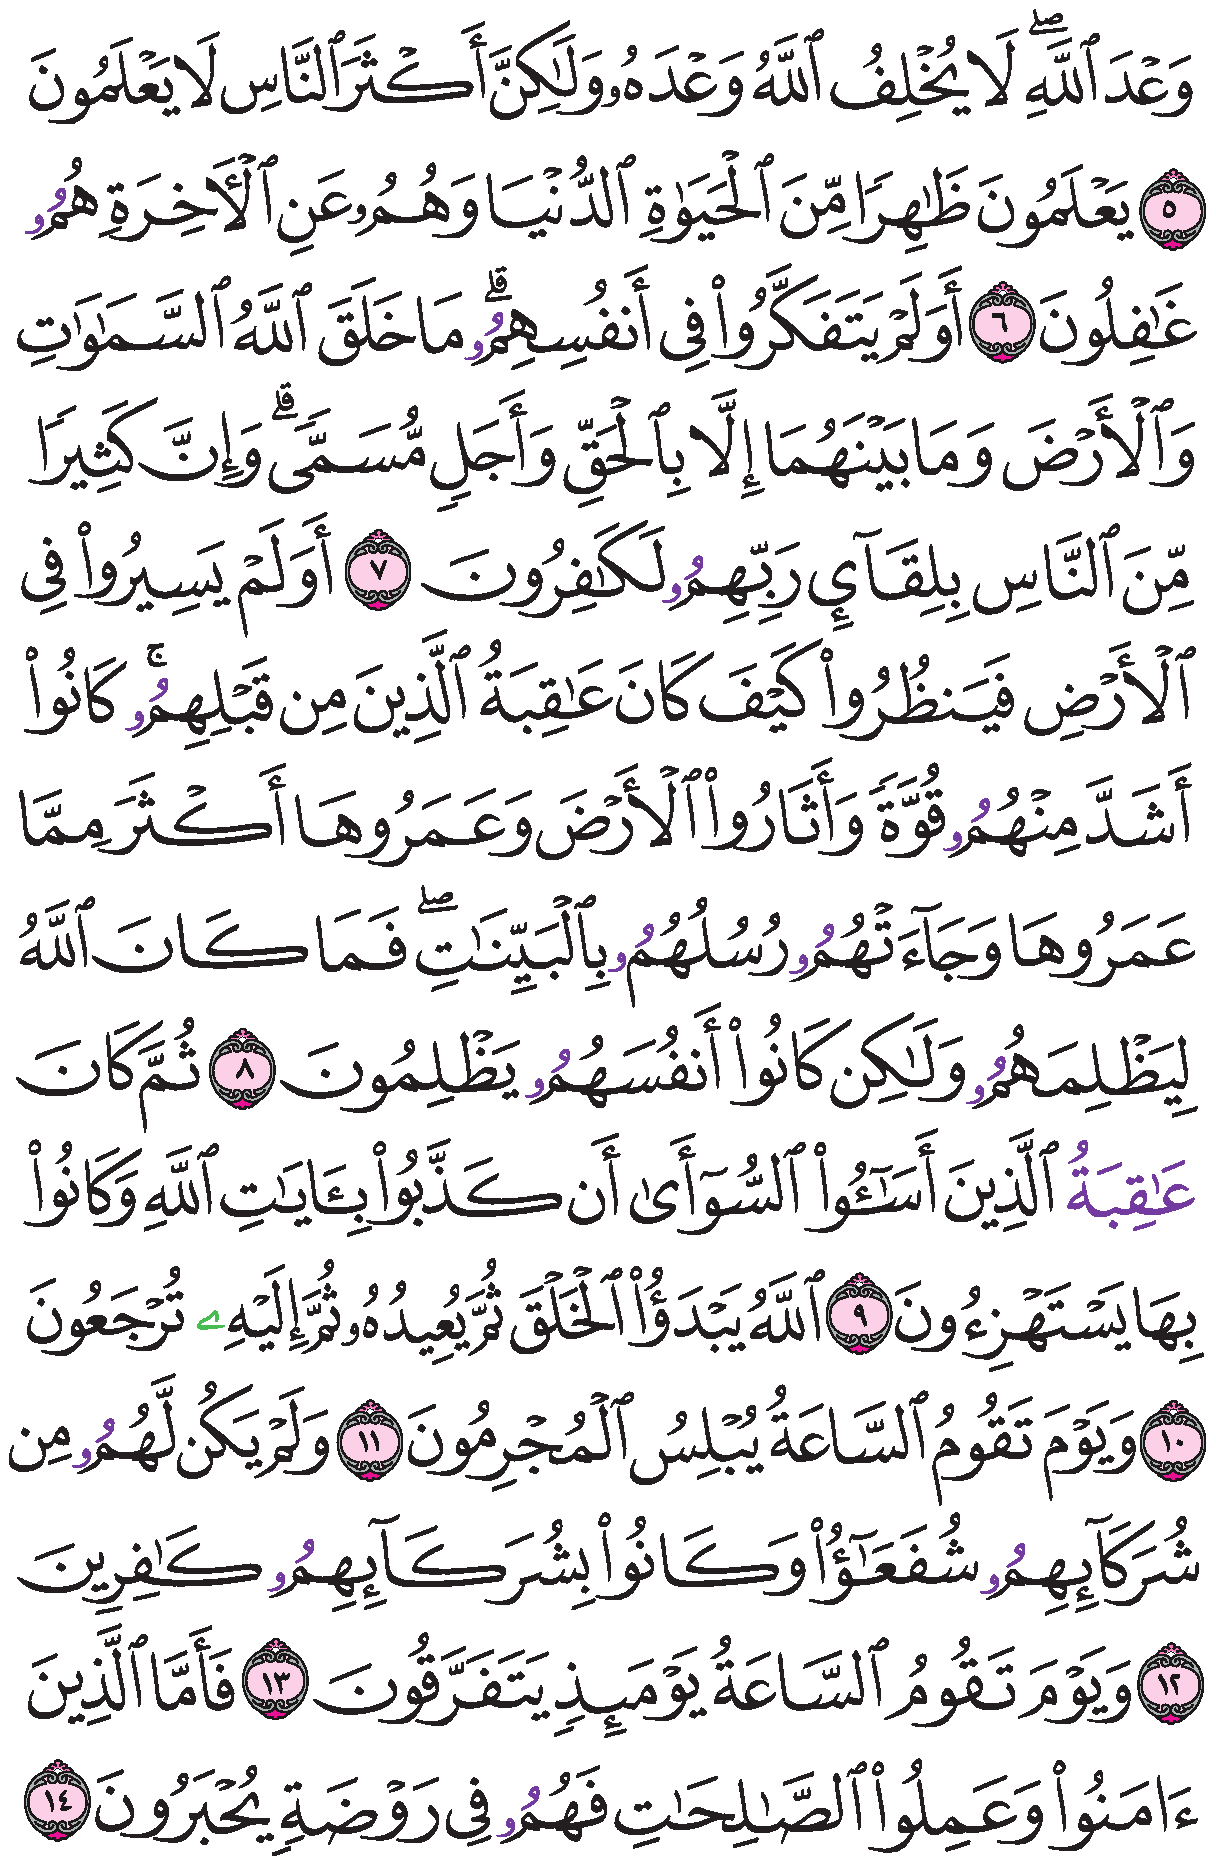 وَعْدَ ٱللَّهِۖ لَا يُخْلِفُ ٱللَّهُ وَعْدَهُۥ وَلَٰكِنَّ أَكْثَرَ ٱلنَّاسِ لَا يَعْلَمُونَ
٥ يَعْلَمُونَ ظَٰهِرٗا مِّنَ ٱلْحَيَوٰةِ ٱلدُّنْيَا وَهُمُۥ عَنِ ٱلْأَخِرَةِ هُمُۥ
غَٰفِلُونَ ٦ أَوَلَمْ يَتَفَكَّرُواْ فِي أَنفُسِهِمُۥۗ مَا خَلَقَ ٱللَّهُ ٱلسَّمَٰوَٰتِ
وَٱلْأَرْضَ وَمَا بَيْنَهُمَا إِلَّا بِٱلْحَقِّ وَأَجَلٖ مُّسَمّٗىۗ وَإِنَّ كَثِيرٗا
مِّنَ ٱلنَّاسِ بِلِقَآيِٕ رَبِّهِمُۥ لَكَٰفِرُونَ ٧ أَوَلَمْ يَسِيرُواْ فِي
ٱلْأَرْضِ فَيَنظُرُواْ كَيْفَ كَانَ عَٰقِبَةُ ٱلَّذِينَ مِن قَبْلِهِمُۥۚ كَانُواْ
أَشَدَّ مِنْهُمُۥ قُوَّةٗ وَأَثَارُواْ ٱلْأَرْضَ وَعَمَرُوهَا أَكْثَرَ مِمَّا
عَمَرُوهَا وَجَآءَتْهُمُۥ رُسُلُهُمُۥ بِٱلْبَيِّنَٰتِۖ فَمَا كَانَ ٱللَّهُ
لِيَظْلِمَهُمُۥ وَلَٰكِن كَانُواْ أَنفُسَهُمُۥ يَظْلِمُونَ ٨ ثُمَّ كَانَ
عَٰقِبَةُ ٱلَّذِينَ أَسَٰٓـُٔواْ ٱلسُّوٓأَىٰ أَن كَذَّبُواْ بِـَٔايَٰتِ ٱللَّهِ وَكَانُواْ
بِهَا يَسْتَهْزِءُونَ ٩ ٱللَّهُ يَبْدَؤُاْ ٱلْخَلْقَ ثُمَّ يُعِيدُهُۥ ثُمَّ إِلَيْهِۦ تُرْجَعُونَ
١٠ وَيَوْمَ تَقُومُ ٱلسَّاعَةُ يُبْلِسُ ٱلْمُجْرِمُونَ ١١ وَلَمْ يَكُن لَّهُمُۥ مِن
شُرَكَآئِهِمُۥ شُفَعَٰٓؤُاْ وَكَانُواْ بِشُرَكَآئِهِمُۥ كَٰفِرِينَ
١٢ وَيَوْمَ تَقُومُ ٱلسَّاعَةُ يَوْمَئِذٖ يَتَفَرَّقُونَ ١٣ فَأَمَّا ٱلَّذِينَ
ءَامَنُواْ وَعَمِلُواْ ٱلصَّٰلِحَٰتِ فَهُمُۥ فِي رَوْضَةٖ يُحْبَرُونَ ١٤